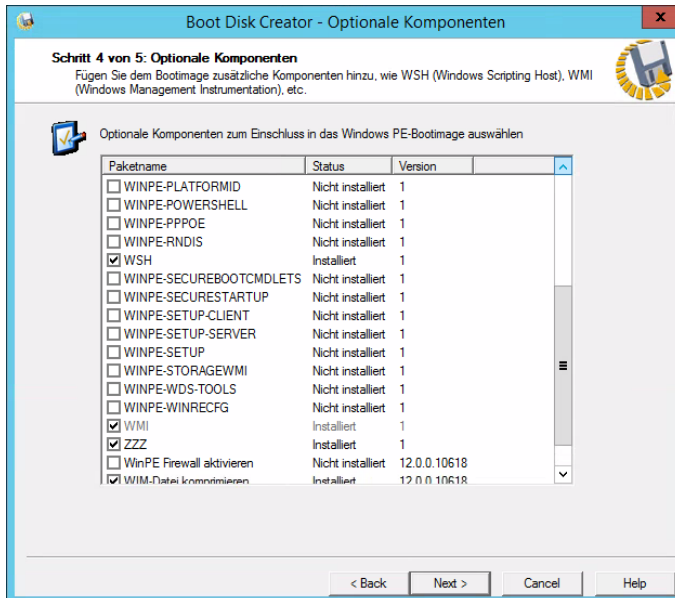 Boot Disk Creator - Optionale Komponenten
x
Schritt 4 von 5: Optionale Komponenten
Fügen Sie dem Bootimage zusätzliche Komponenten hinzu, wie WSH (Windows Scripting Host), WMI
(Windows Management Instrumentation), etc.
Optionale Komponenten zum Einschluss in das Windows PE-Bootimage auswählen
Paketname Status Version
WINPE-PLATFORMID Nicht installiert 1
WINPE-POWERSHELL Nicht installiert 1
WINPE-PPPOE Nicht installiert 1
WINPE-RNDIS Nicht installiert 1
WSH Installiert 1
WINPE-SECUREBOOTCMDLETS Nicht installiert 1
WINPE-SECURESTARTUP Nicht installiert 1
WINPE-SETUP-CLIENT Nicht installiert 1
WINPE-SETUP-SERVER Nicht installiert 1
WINPE-SETUP Nicht installiert 1
WINPE-STORAGEWMI Nicht installiert 1
WINPE-WDS-TOOLS Nicht installiert 1
WINPE-WINRECFG Nicht installiert 1
WMI Installiert 1
ZZZ Installiert 1
WinPE Firewall aktivieren Nicht installiert 12.0.0.10618
WIM-Datei komprimieren Installiert 12.0.0.10618
< Back Next > Cancel Help